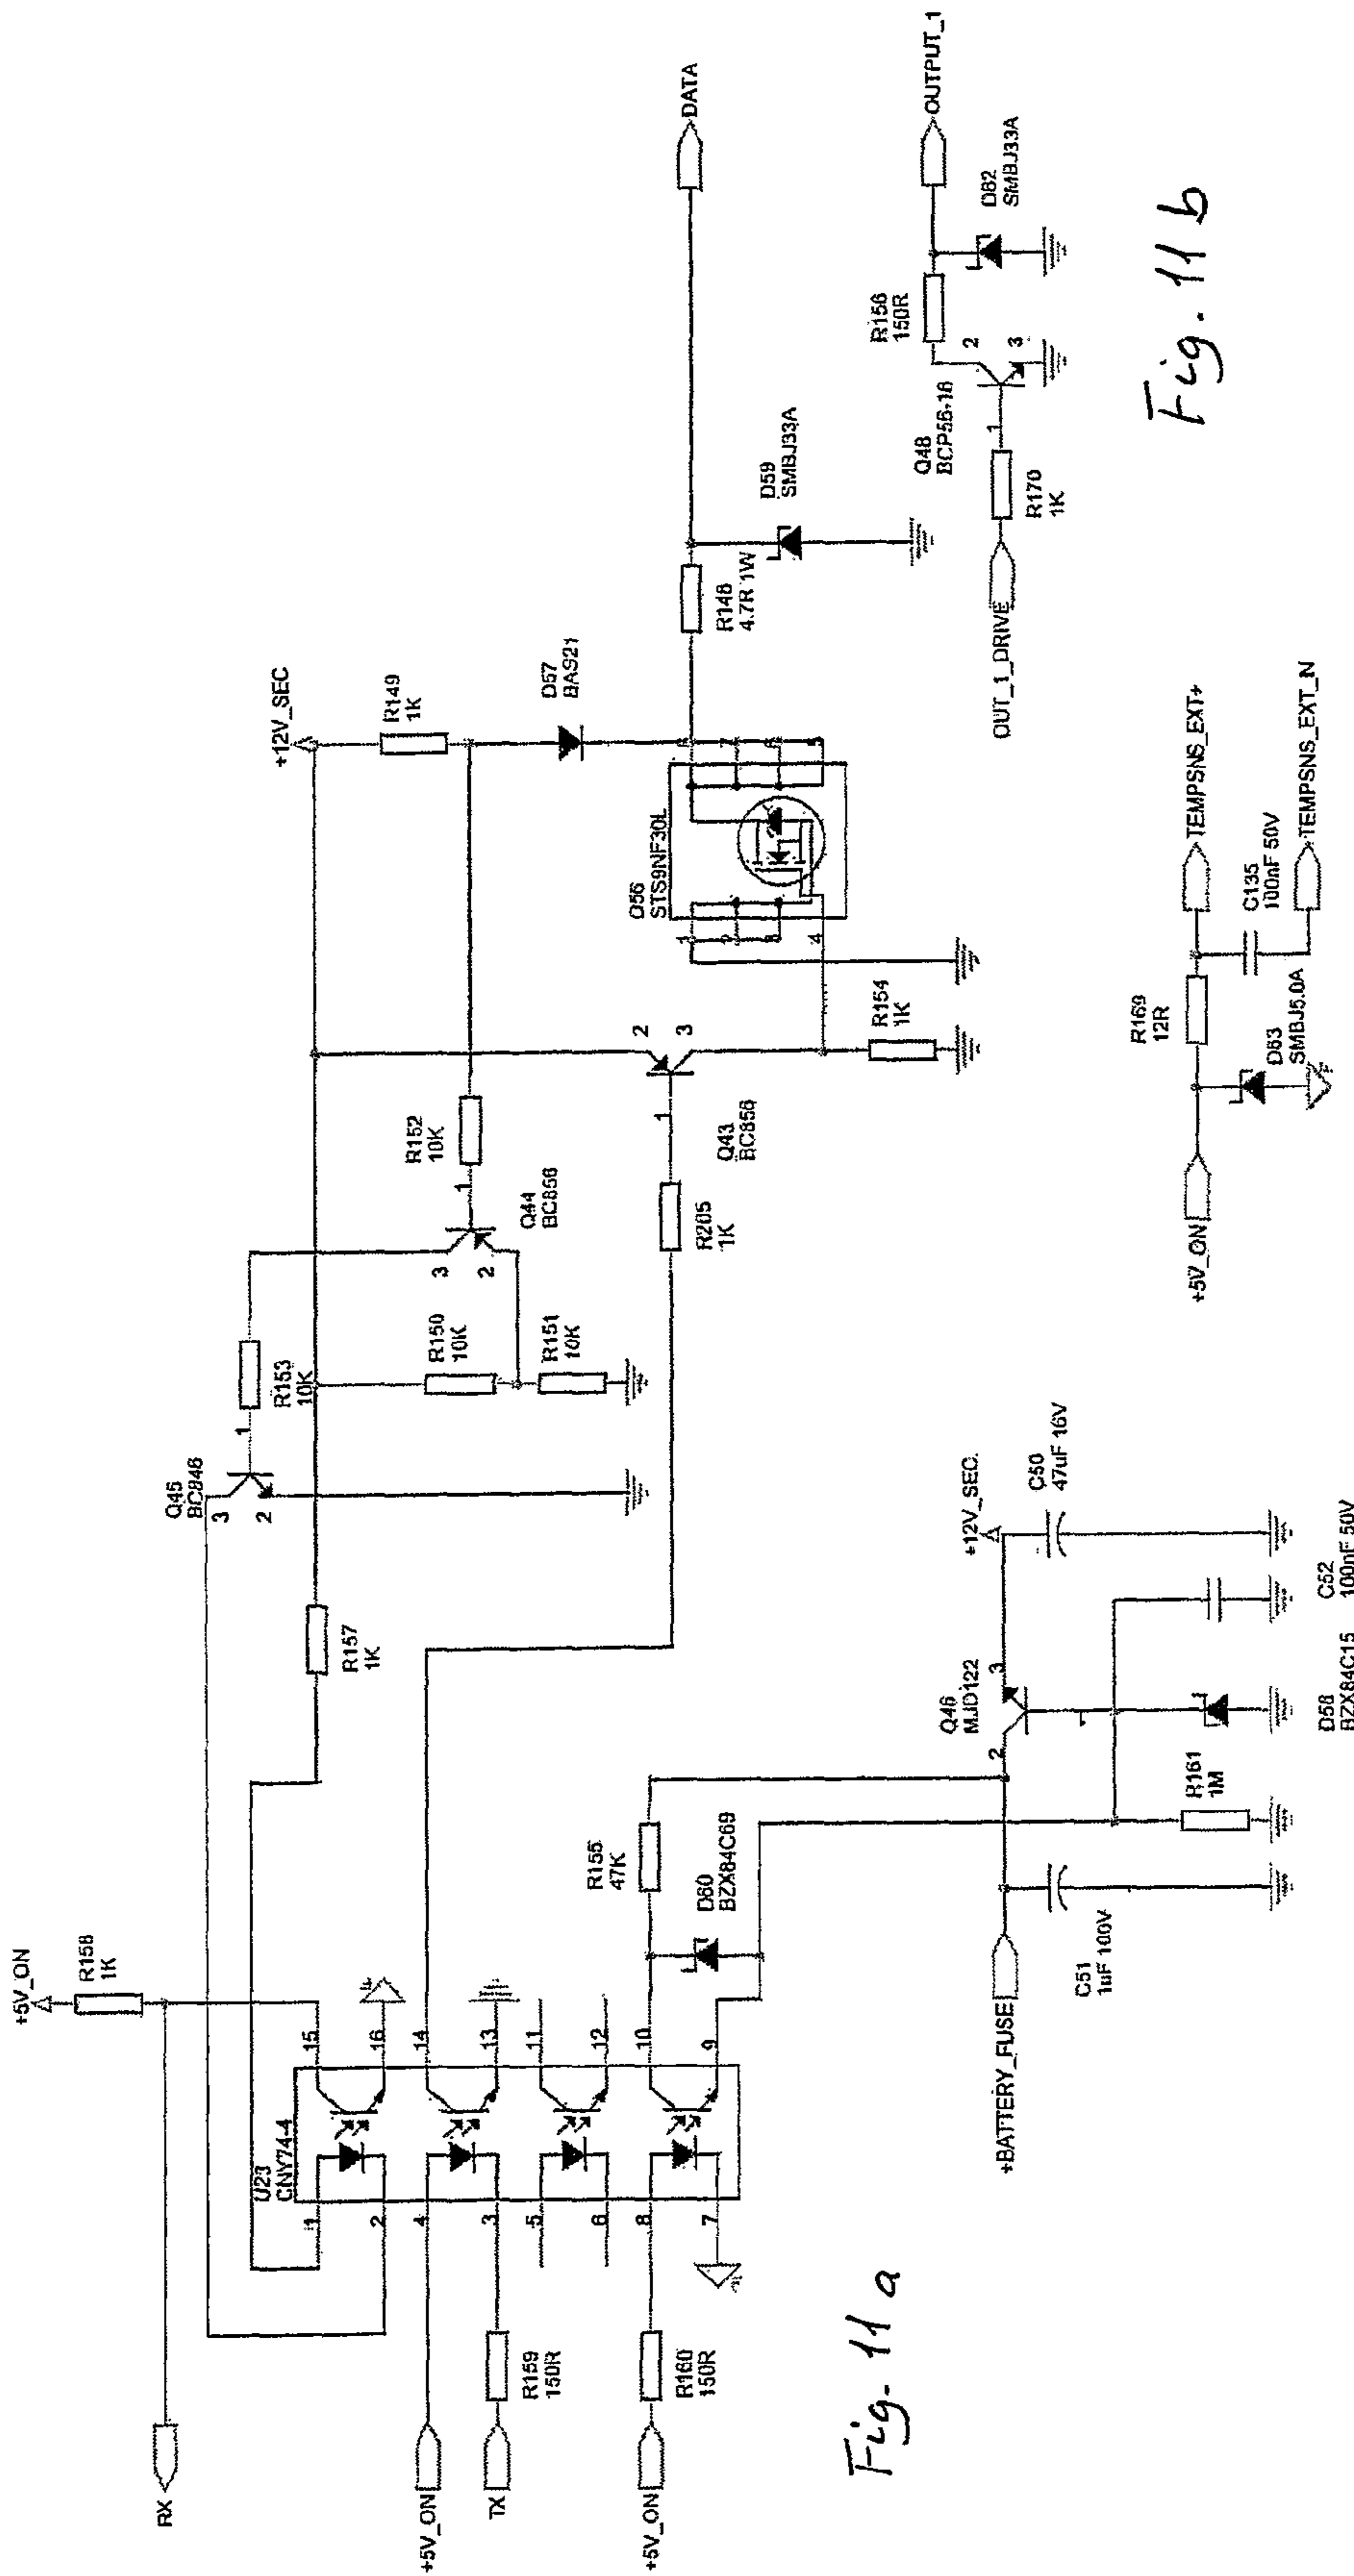 +5V_ON
R158
1K
RX
U23
CNY74-4
1
2
4
3
5
6
8
7
15
16
14
13
11
12
10
9
+5V_ON
TX
R159
150R
+5V_ON
R160
150R
R157
1K
Q45
BC846
3
2
1
R153
10K
R150
10K
R151
10K
Q44
BC856
3
2
1
R152
10K
+12V_SEC
R149
1K
D57
BAS21
R205
1K
Q43
BC856
1
2
3
R154
1K
D56
STS9NF30L
1
2
3
4
R148
4.7R 1W
D59
SMBJ33A
DATA
R155
47K
D60
BZX84C69
+BATTERY_FUSE
C51
1uF 100V
R161
1M
Q46
MJD122
2
3
1
D58
BZX84C15
C52
100nF 50V
+12V_SEC.
C50
47uF 16V
Fig. 11 a
OUT_1_DRIVE
R170
1K
Q48
BCP56-16
1
2
3
R156
150R
D62
SMBJ33A
OUTPUT_1
+5V_ON
R169
12R
D63
SMBJ5.0A
C135
100nF 50V
TEMPSNS_EXT+
TEMPSNS_EXT_N
Fig. 11 b